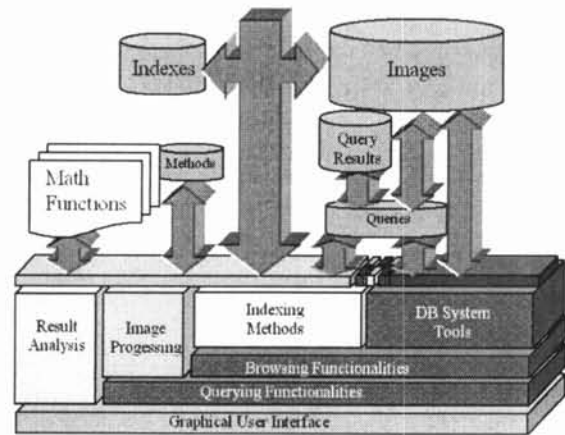 Indexes
Images
Query
Results
Methods
Math
Functions
Queries
Result
Analysis
Image
Progessing
Indexing
Methods
DB System
Tools
Browsing Functionalities
Querying Functionalities
Graphical User Interface